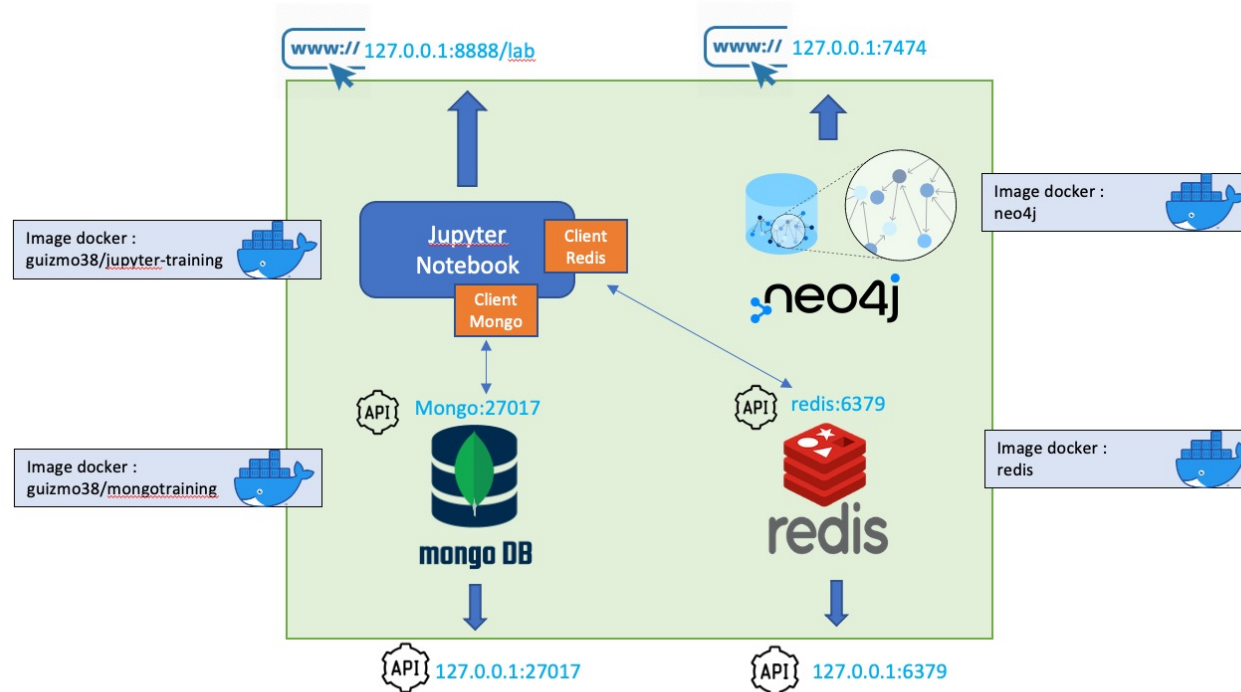 www:// 127.0.0.1:8888/lab
www:// 127.0.0.1:7474
Image docker :
guizmo38/jupyter-training
Jupyter
Notebook
Client
Redis
Client
Mongo
neo4j
Image docker :
neo4j
API Mongo:27017
API redis:6379
Image docker :
guizmo38/mongotraining
mongo DB
redis
Image docker :
redis
API 127.0.0.1:27017
API 127.0.0.1:6379